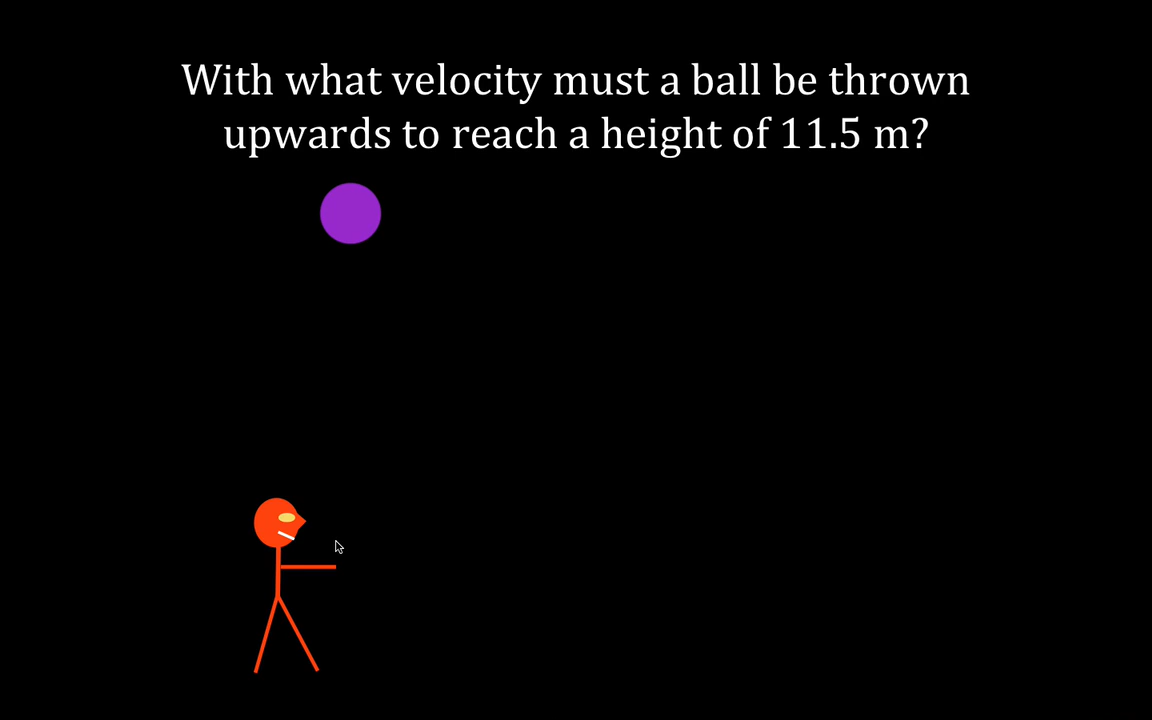 With what velocity must a ball be thrown
upwards to reach a height of 11.5 m?